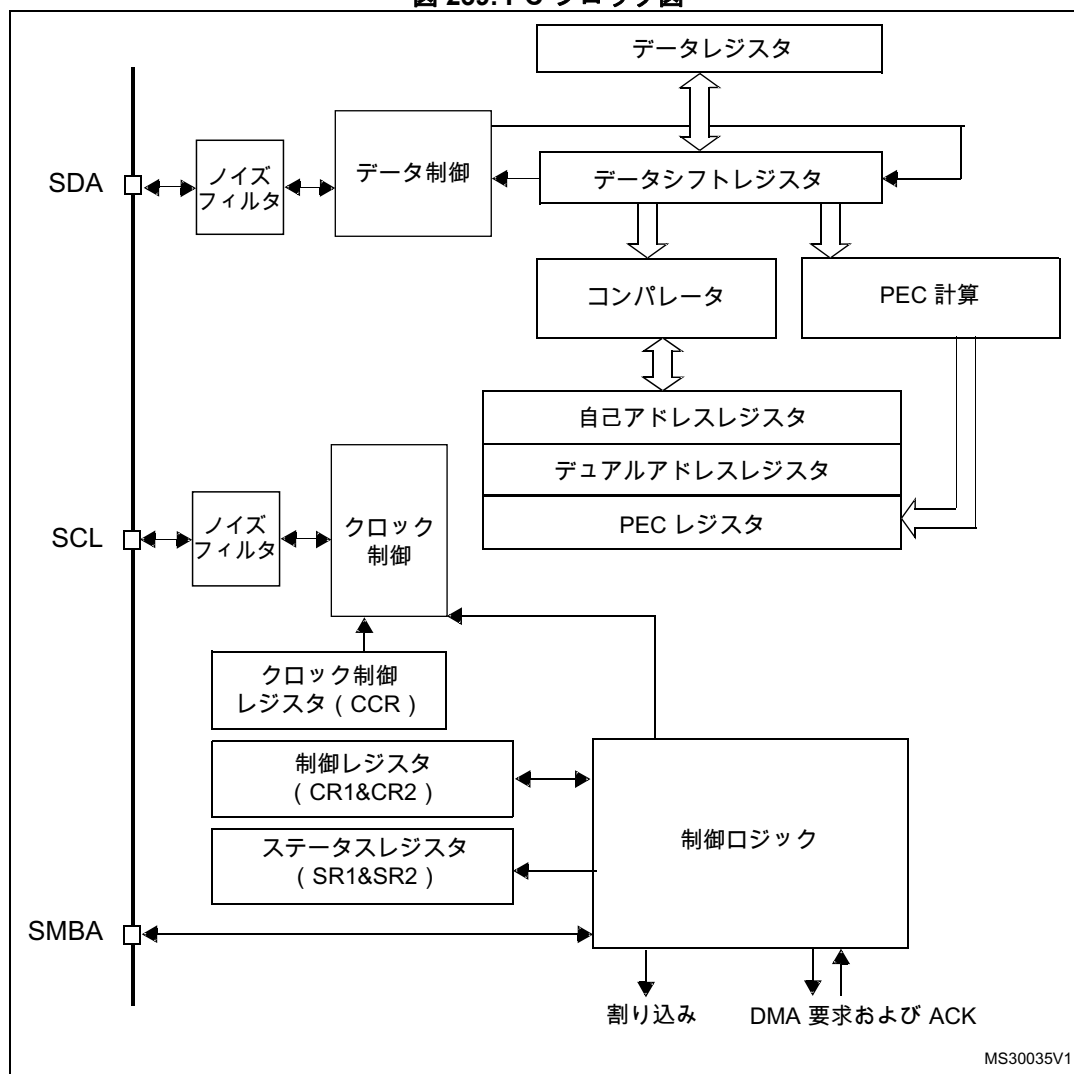 データレジスタ
SDA
ノイズ
フィルタ
データ制御
データシフトレジスタ
コンパレータ
PEC 計算
自己アドレスレジスタ
デュアルアドレスレジスタ
PEC レジスタ
SCL
ノイズ
フィルタ
クロック
制御
クロック制御
レジスタ ( CCR )
制御レジスタ
( CR1&CR2 )
ステータスレジスタ
( SR1&SR2 )
制御ロジック
SMBA
割り込み
DMA 要求および ACK
MS30035V1